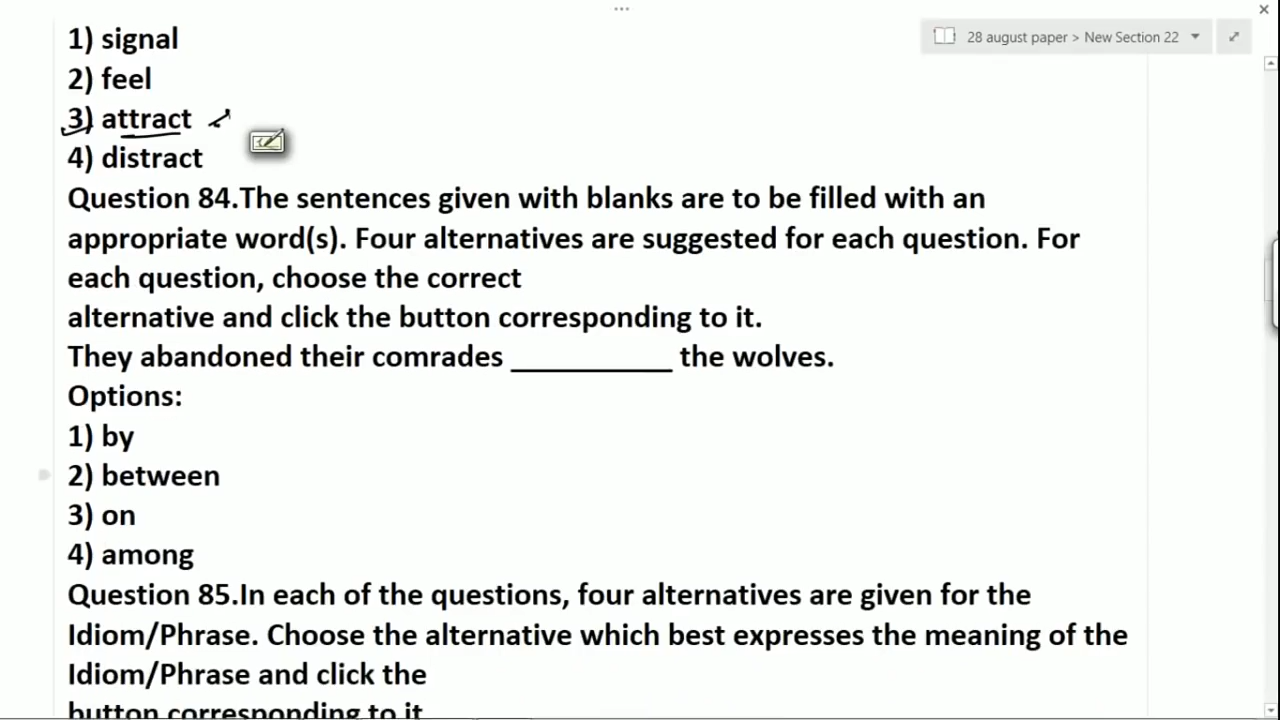 28 august paper > New Section 22
1) signal
2) feel
3) attract
4) distract
Question 84.The sentences given with blanks are to be filled with an
appropriate word(s). Four alternatives are suggested for each question. For
each question, choose the correct
alternative and click the button corresponding to it.
They abandoned their comrades __________ the wolves.
Options:
1) by
2) between
3) on
4) among
Question 85.In each of the questions, four alternatives are given for the
Idiom/Phrase. Choose the alternative which best expresses the meaning of the
Idiom/Phrase and click the
button corresponding to it